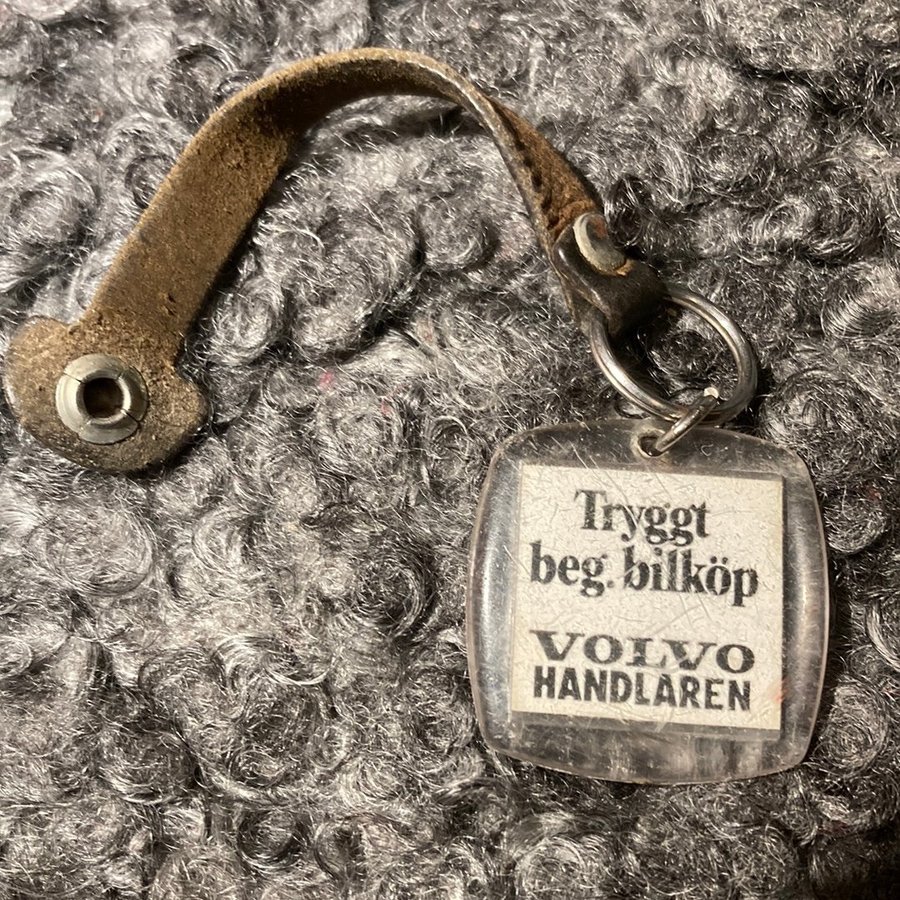 Tryggt
beg. bilköp
VOLVO
HANDLAREN